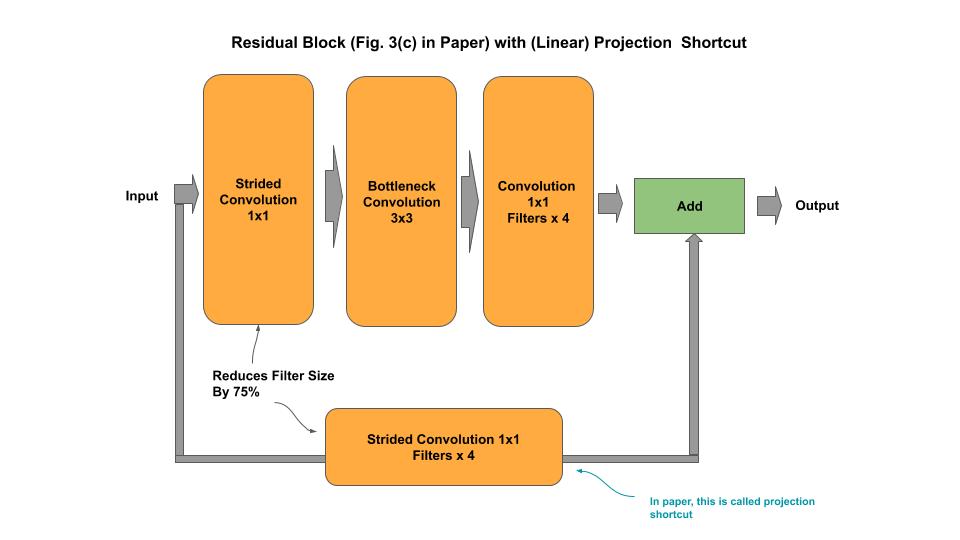 Residual Block (Fig. 3(c) in Paper) with (Linear) Projection  Shortcut
Input
Strided
Convolution
1x1
Bottleneck
Convolution
3x3
Convolution
1x1
Filters x 4
Add
Output
Reduces Filter Size
By 75%
Strided Convolution 1x1
Filters x 4
In paper, this is called projection
shortcut